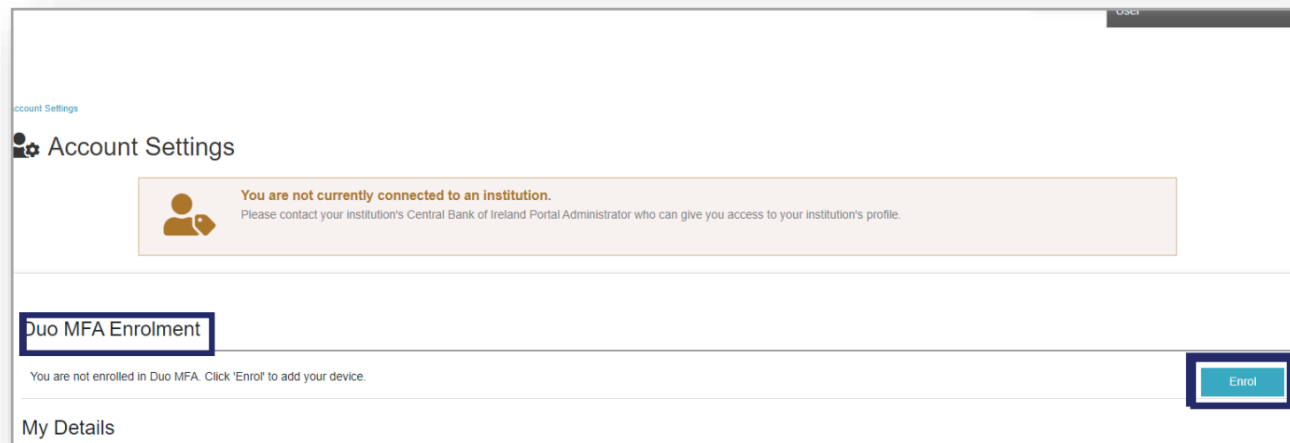 User
Account Settings
Account Settings
You are not currently connected to an institution.
Please contact your institution's Central Bank of Ireland Portal Administrator who can give you access to your institution's profile.
Duo MFA Enrolment
You are not enrolled in Duo MFA. Click 'Enrol' to add your device.
Enrol
My Details